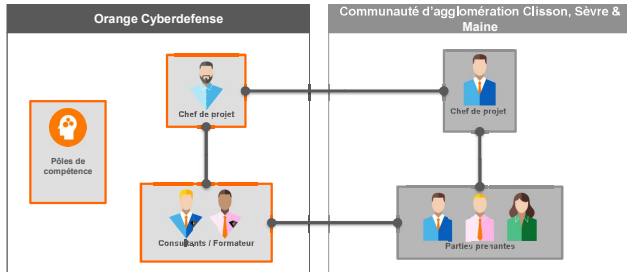 Orange Cyberdefense
Communauté d'agglomération Clisson, Sèvre &
Maine
Chef de projet
Chef de projet
Pôles de
compétence
Consultants / Formateur
Parties prenantes